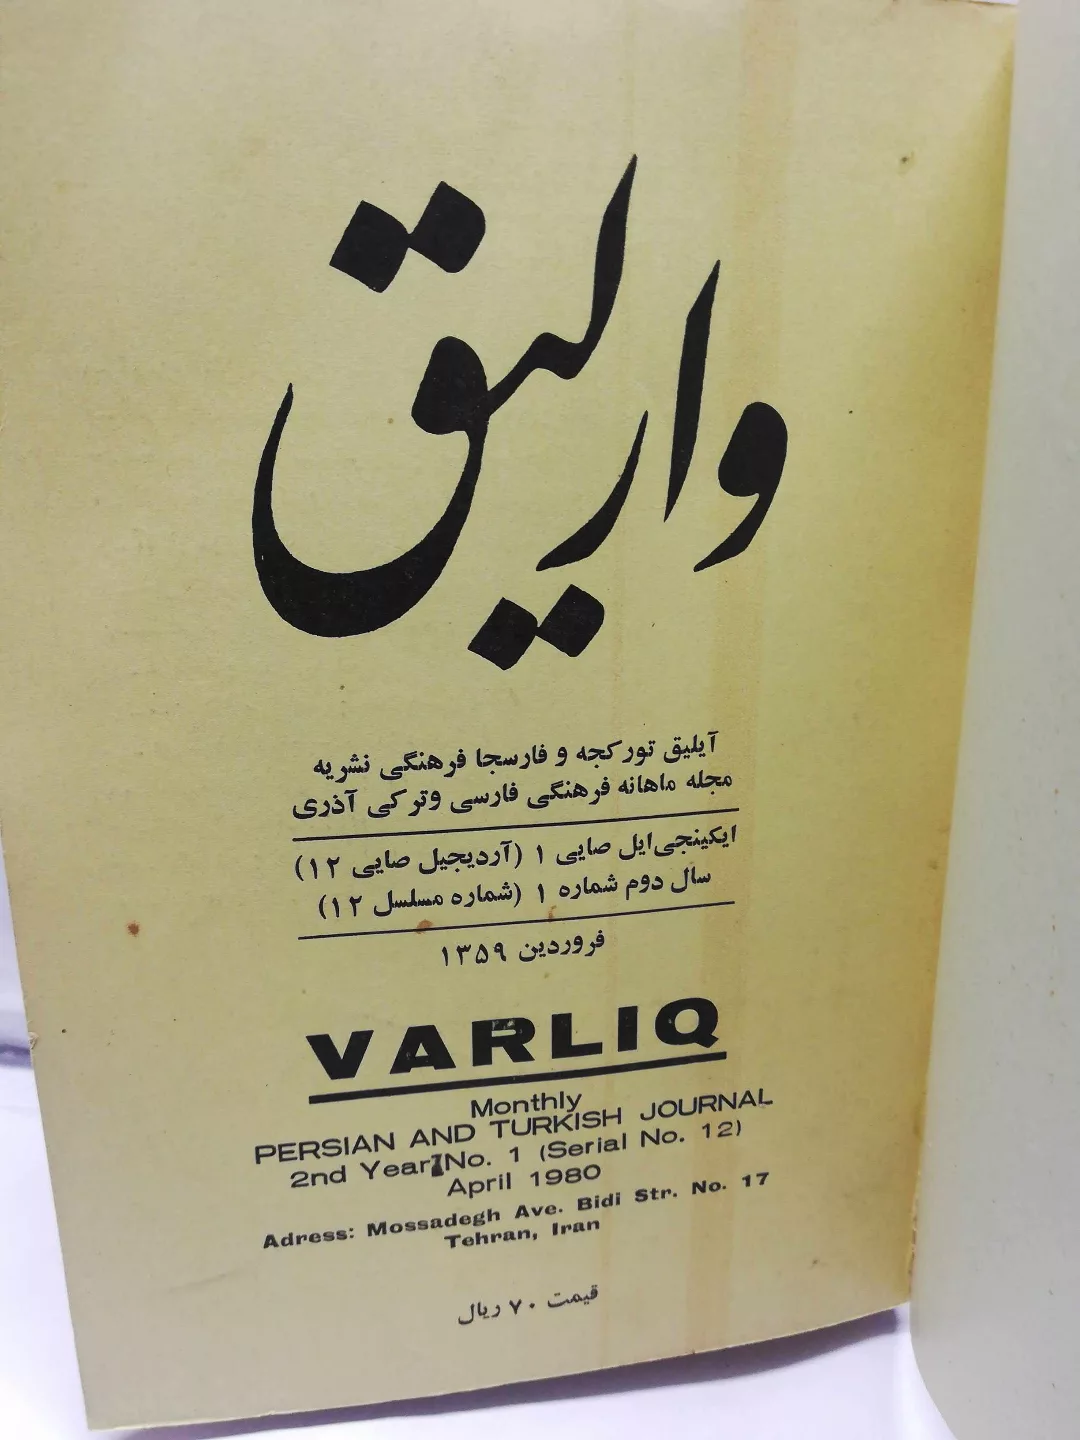 وارلیق
آیلیق تورکجه و فارسجا فرهنگی نشریه
مجله ماهانه فرهنگی فارسی وترکی آذری
ایکینجی‌ایل صایی ۱ (آردیجیل صایی ۱۲)
سال دوم شماره ۱ (شماره مسلسل ۱۲)
فروردین ۱۳۵۹
VARLIQ
Monthly
PERSIAN AND TURKISH JOURNAL
2nd Year No. 1 (Serial No. 12)
April 1980
Adress: Mossadegh Ave. Bidi Str. No. 17
Tehran, Iran
قیمت ۷۰ ریال